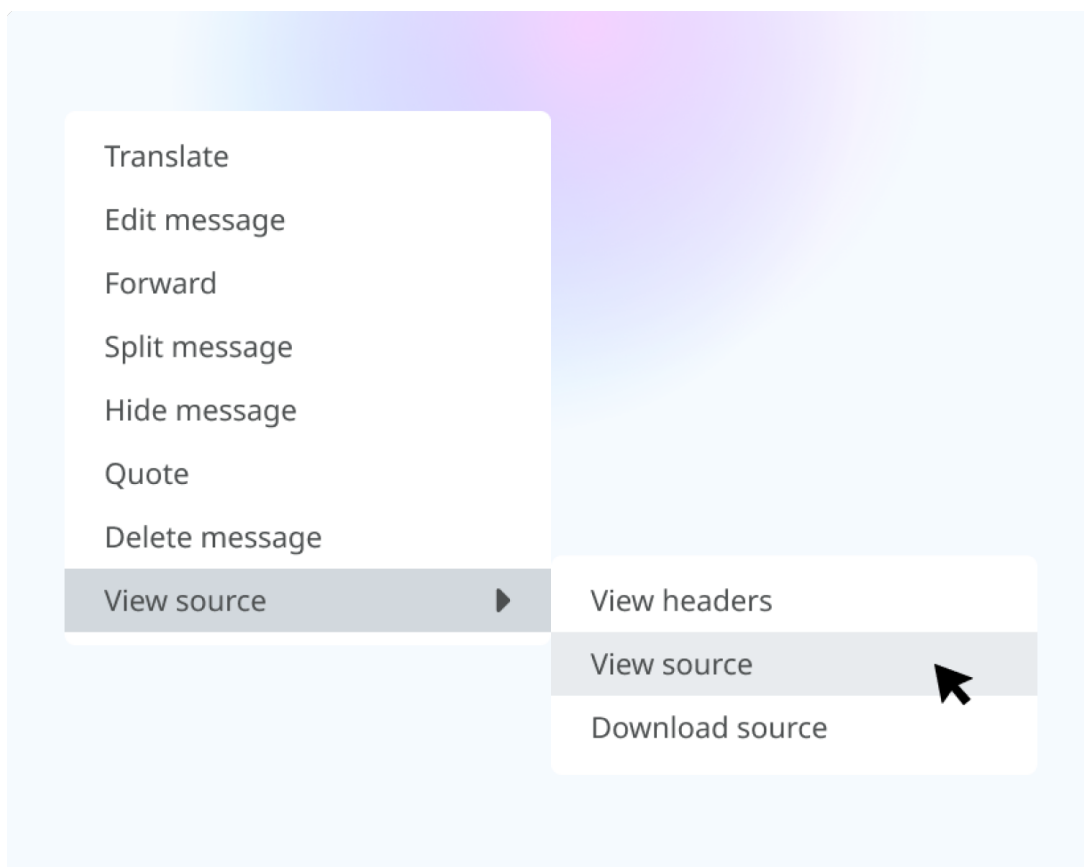 Translate
Edit message
Forward
Split message
Hide message
Quote
Delete message
View source
View headers
View source
Download source